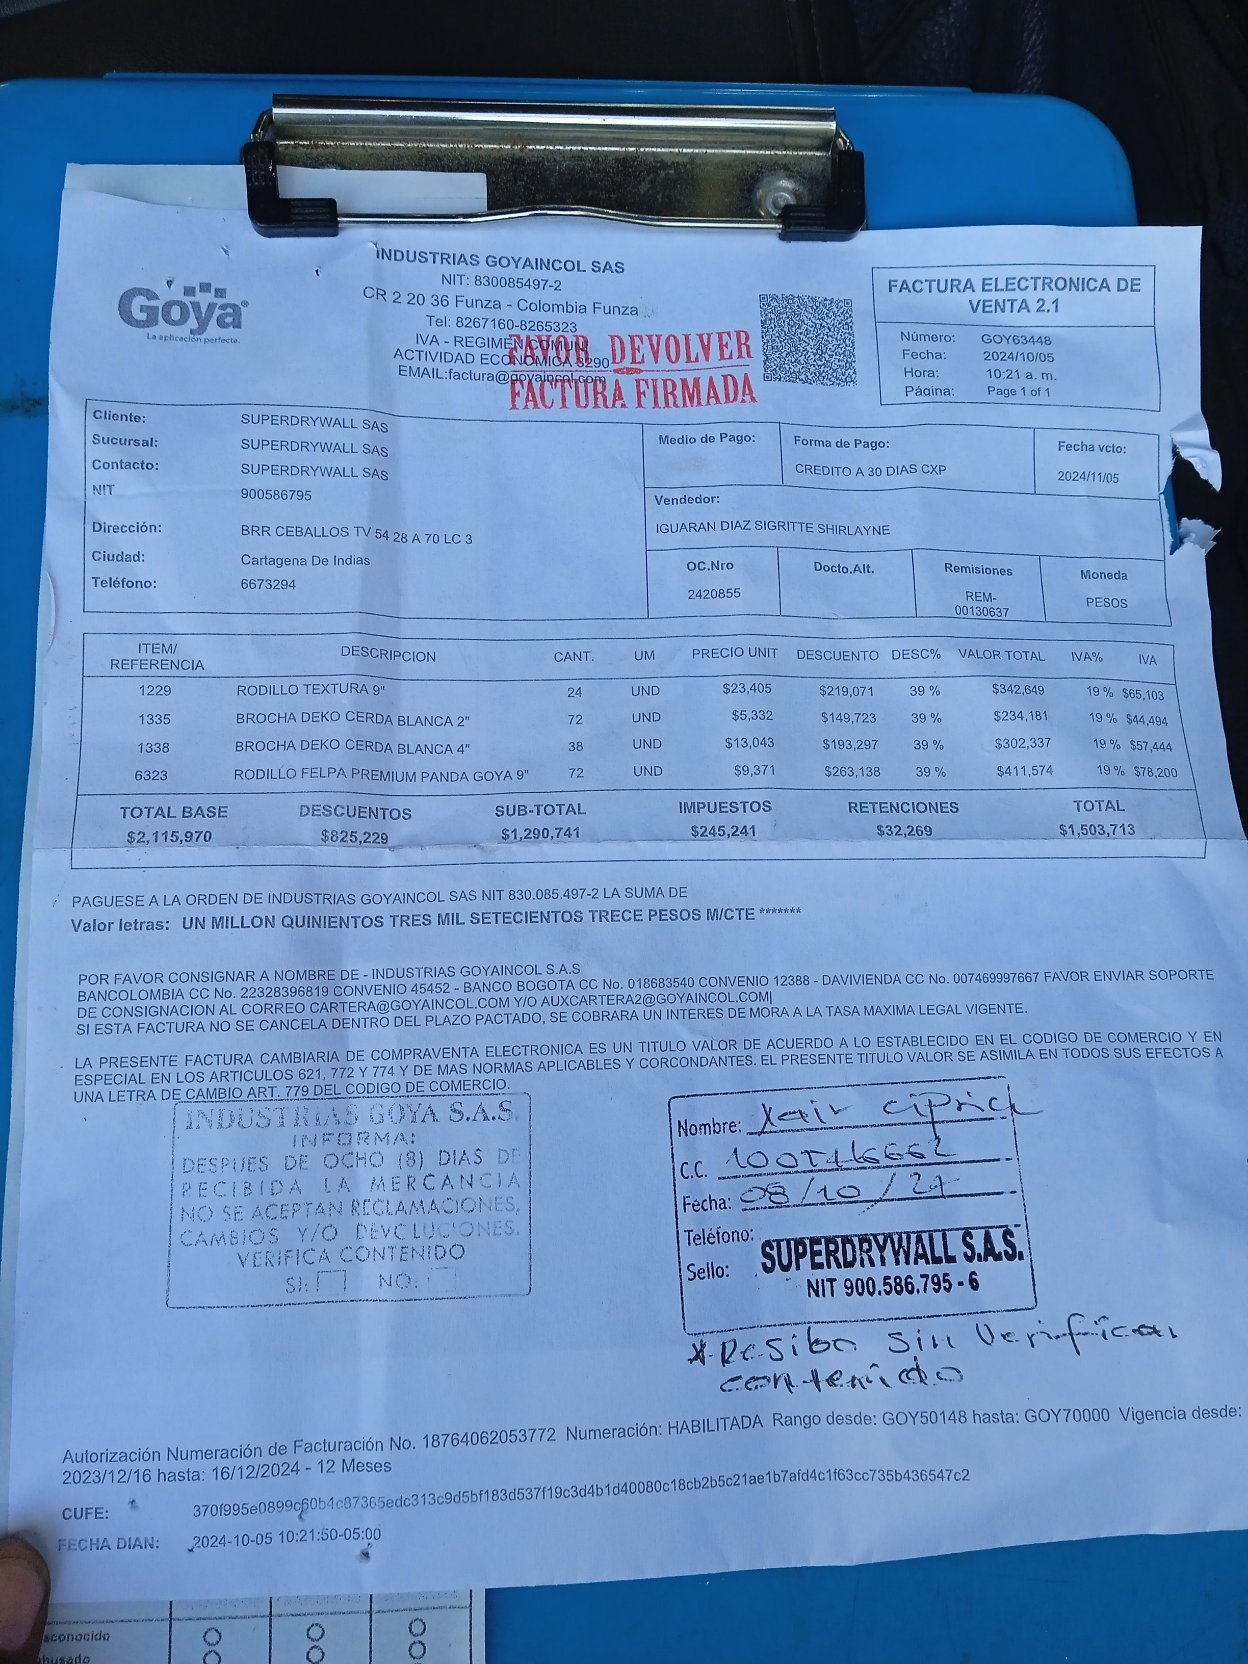 Goya
La aplicación perfecta.
INDUSTRIAS GOYAINCOL SAS
NIT: 830085497-2
CR 2 20 36 Funza - Colombia Funza
Tel: 8267160-8265323
IVA - REGIMEN COMUN
ACTIVIDAD ECONOMICA 3290
EMAIL:factura@goyaincol.com
FAVOR DEVOLVER
FACTURA FIRMADA
FACTURA ELECTRONICA DE
VENTA 2.1
Número: GOY63448
Fecha: 2024/10/05
Hora: 10:21 a. m.
Página: Page 1 of 1
Cliente: SUPERDRYWALL SAS
Sucursal: SUPERDRYWALL SAS
Contacto: SUPERDRYWALL SAS
NIT 900586795
Dirección: BRR CEBALLOS TV 54 28 A 70 LC 3
Ciudad: Cartagena De Indias
Teléfono: 6673294
Medio de Pago: Forma de Pago: Fecha vcto:
CREDITO A 30 DIAS CXP 2024/11/05
Vendedor:
IGUARAN DIAZ SIGRITTE SHIRLAYNE
OC.Nro Docto.Alt. Remisiones Moneda
2420855 REM-00130637 PESOS
ITEM/REFERENCIA DESCRIPCION CANT. UM PRECIO UNIT DESCUENTO DESC% VALOR TOTAL IVA% IVA
1229 RODILLO TEXTURA 9" 24 UND $23,405 $219,071 39 % $342,649 19 % $65,103
1335 BROCHA DEKO CERDA BLANCA 2" 72 UND $5,332 $149,723 39 % $234,181 19 % $44,494
1338 BROCHA DEKO CERDA BLANCA 4" 38 UND $13,043 $193,297 39 % $302,337 19 % $57,444
6323 RODILLO FELPA PREMIUM PANDA GOYA 9" 72 UND $9,371 $263,138 39 % $411,574 19 % $78,200
TOTAL BASE DESCUENTOS SUB-TOTAL IMPUESTOS RETENCIONES TOTAL
$2,115,970 $825,229 $1,290,741 $245,241 $32,269 $1,503,713
PAGUESE A LA ORDEN DE INDUSTRIAS GOYAINCOL SAS NIT 830.085.497-2 LA SUMA DE
Valor letras: UN MILLON QUINIENTOS TRES MIL SETECIENTOS TRECE PESOS M/CTE *******
POR FAVOR CONSIGNAR A NOMBRE DE - INDUSTRIAS GOYAINCOL S.A.S
BANCOLOMBIA CC No. 22328396819 CONVENIO 45452 - BANCO BOGOTA CC No. 018683540 CONVENIO 12388 - DAVIVIENDA CC No. 007469997667 FAVOR ENVIAR SOPORTE
DE CONSIGNACION AL CORREO CARTERA@GOYAINCOL.COM Y/O AUXCARTERA2@GOYAINCOL.COM|
SI ESTA FACTURA NO SE CANCELA DENTRO DEL PLAZO PACTADO, SE COBRARA UN INTERES DE MORA A LA TASA MAXIMA LEGAL VIGENTE.
LA PRESENTE FACTURA CAMBIARIA DE COMPRAVENTA ELECTRONICA ES UN TITULO VALOR DE ACUERDO A LO ESTABLECIDO EN EL CODIGO DE COMERCIO Y EN
ESPECIAL EN LOS ARTICULOS 621, 772 Y 774 Y DE MAS NORMAS APLICABLES Y CORCONDANTES. EL PRESENTE TITULO VALOR SE ASIMILA EN TODOS SUS EFECTOS A
UNA LETRA DE CAMBIO ART. 779 DEL CODIGO DE COMERCIO.
INDUSTRIAS GOYA S.A.S.
INFORMA:
DESPUES DE OCHO (8) DIAS DE
RECIBIDA LA MERCANCIA
NO SE ACEPTAN RECLAMACIONES,
CAMBIOS Y/O DEVOLUCIONES.
VERIFICA CONTENIDO
SI: NO:
Nombre: Xair
C.C.
Fecha: 08/10/
Teléfono:
Sello: SUPERDRYWALL S.A.S.
NIT 900.586.795 - 6
*Resibo sin Verificar
contenido
Autorización Numeración de Facturación No. 18764062053772 Numeración: HABILITADA Rango desde: GOY50148 hasta: GOY70000 Vigencia desde:
2023/12/16 hasta: 16/12/2024 - 12 Meses
CUFE: 370f995e0899c60b4c87365edc313c9d5bf183d537f19c3d4b1d40080c18cb2b5c21ae1b7afd4c1f63cc735b436547c2
FECHA DIAN: 2024-10-05 10:21:50-05:00